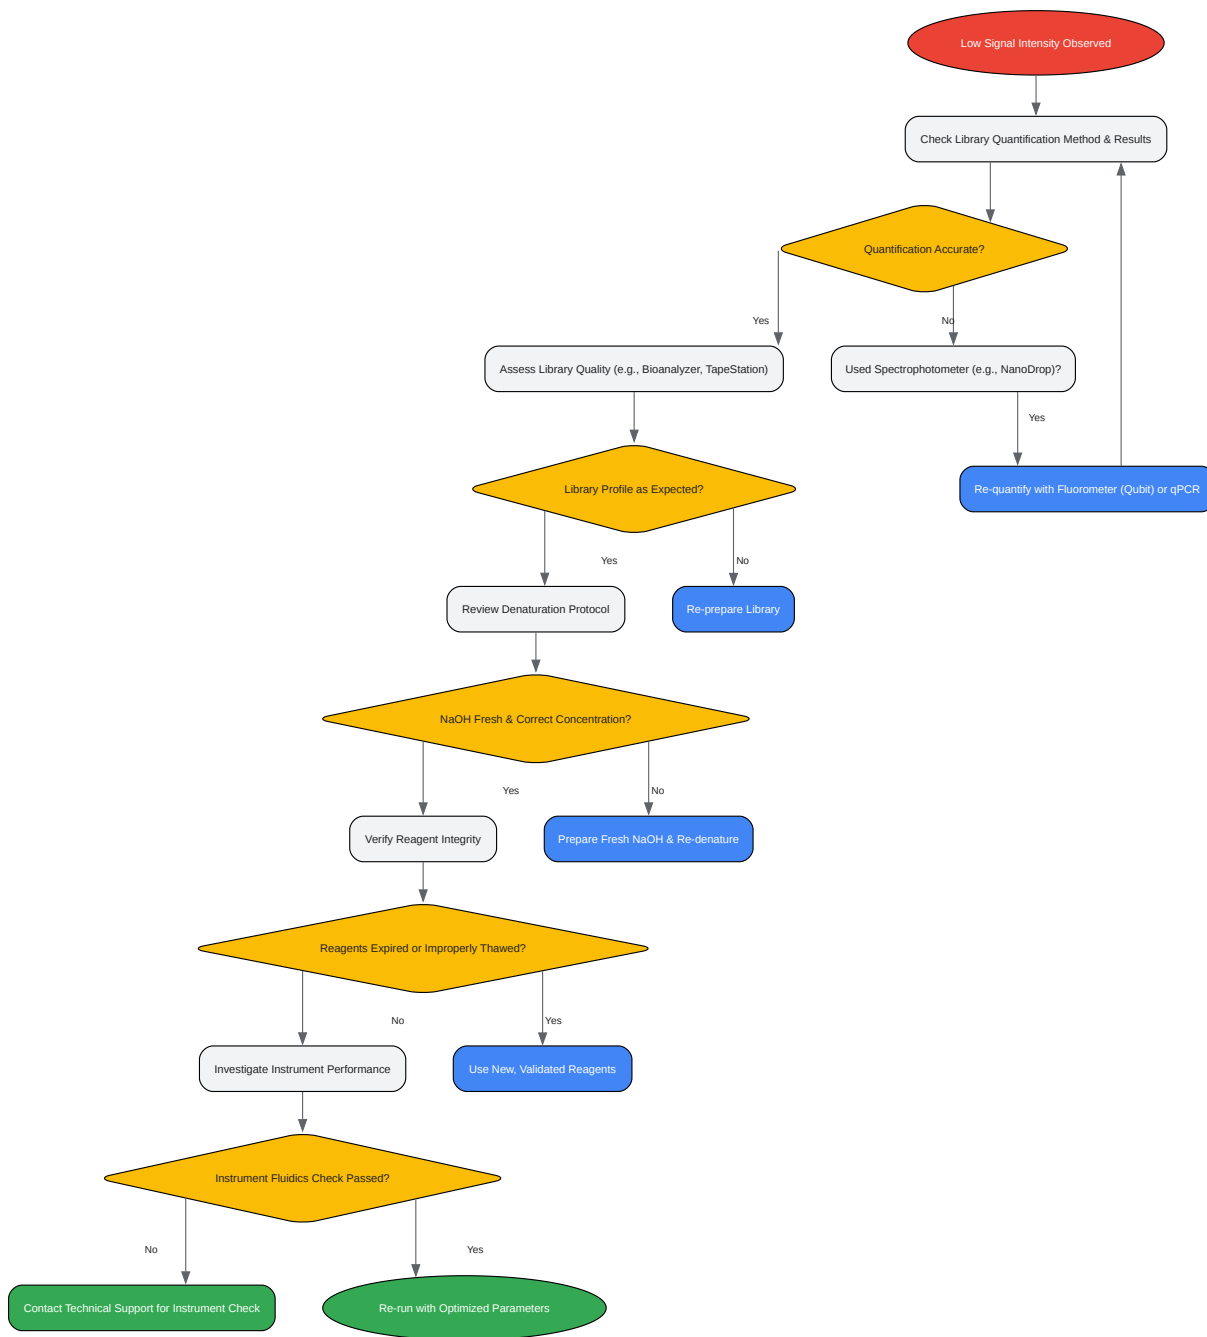 Low Signal Intensity Observed
Check Library Quantification Method & Results
Quantification Accurate?
Yes
No
Assess Library Quality (e.g., Bioanalyzer, TapeStation)
Used Spectrophotometer (e.g., NanoDrop)?
Yes
Library Profile as Expected?
Re-quantify with Fluorometer (Qubit) or qPCR
Yes
No
Review Denaturation Protocol
Re-prepare Library
NaOH Fresh & Correct Concentration?
Yes
No
Verify Reagent Integrity
Prepare Fresh NaOH & Re-denature
Reagents Expired or Improperly Thawed?
No
Yes
Investigate Instrument Performance
Use New, Validated Reagents
Instrument Fluidics Check Passed?
No
Yes
Contact Technical Support for Instrument Check
Re-run with Optimized Parameters